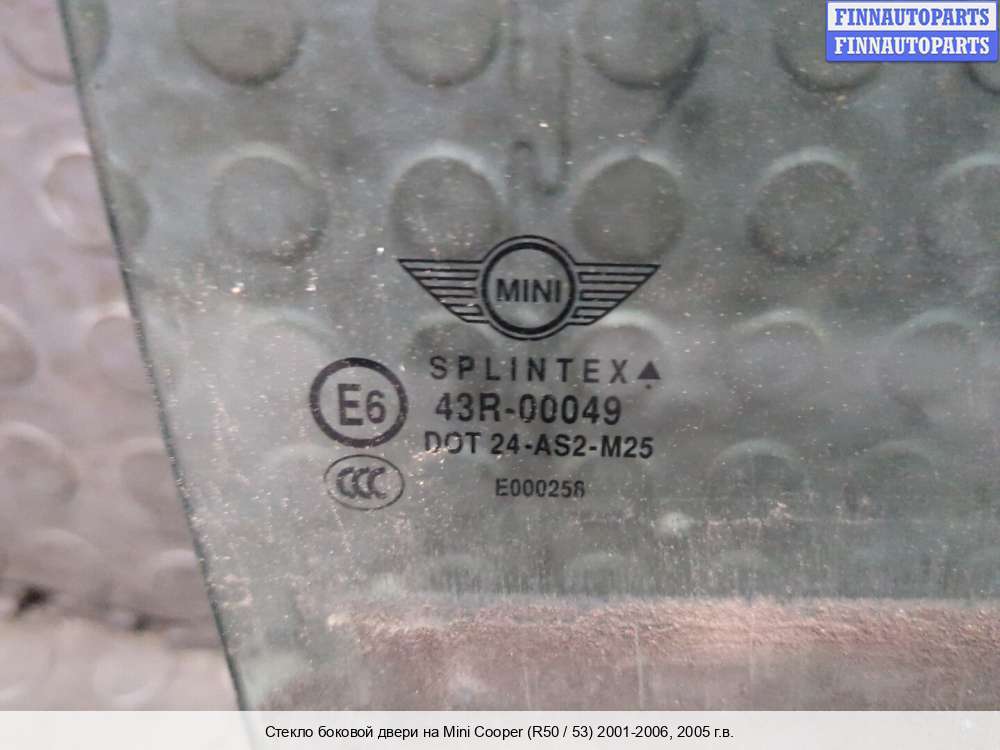 FINNAUTOPARTS
FINNAUTOPARTS
MINI
SPLINTEX
E6
43R-00049
DOT 24-AS2-M25
CCC
E000258
Стекло боковой двери на Mini Cooper (R50 / 53) 2001-2006, 2005 г.в.